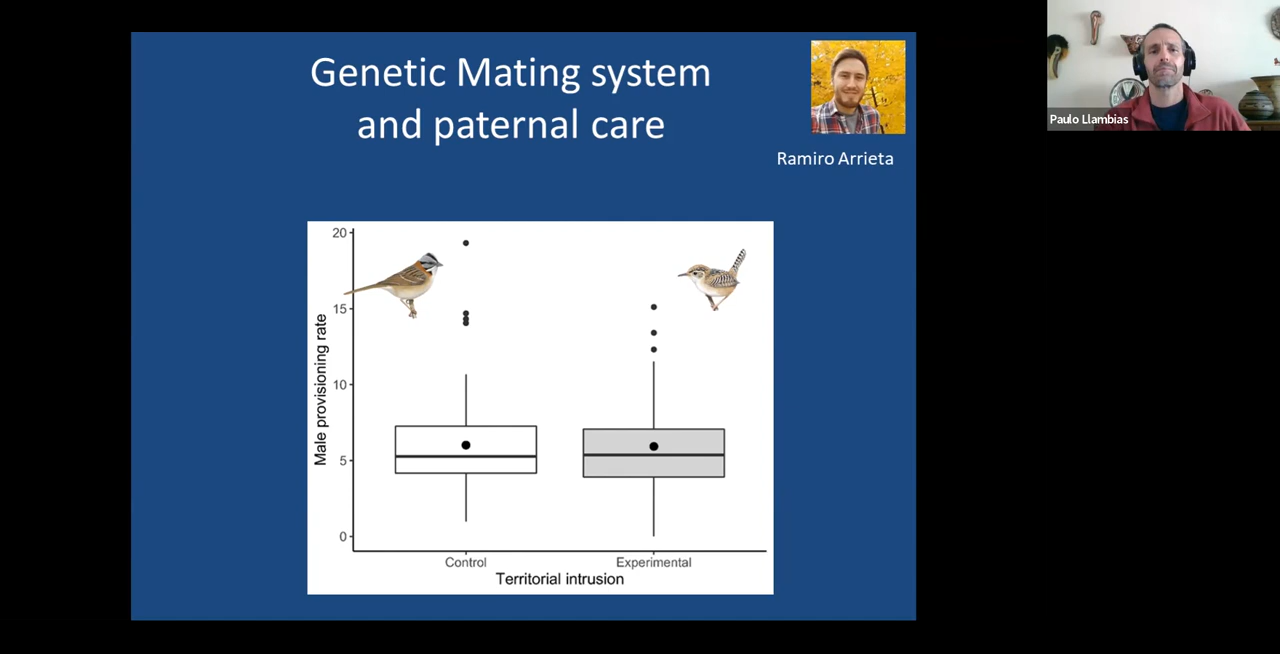 Genetic Mating system
and paternal care
Ramiro Arrieta
Paulo Llambias
20
15
10
5
0
Male provisioning rate
Control
Experimental
Territorial intrusion